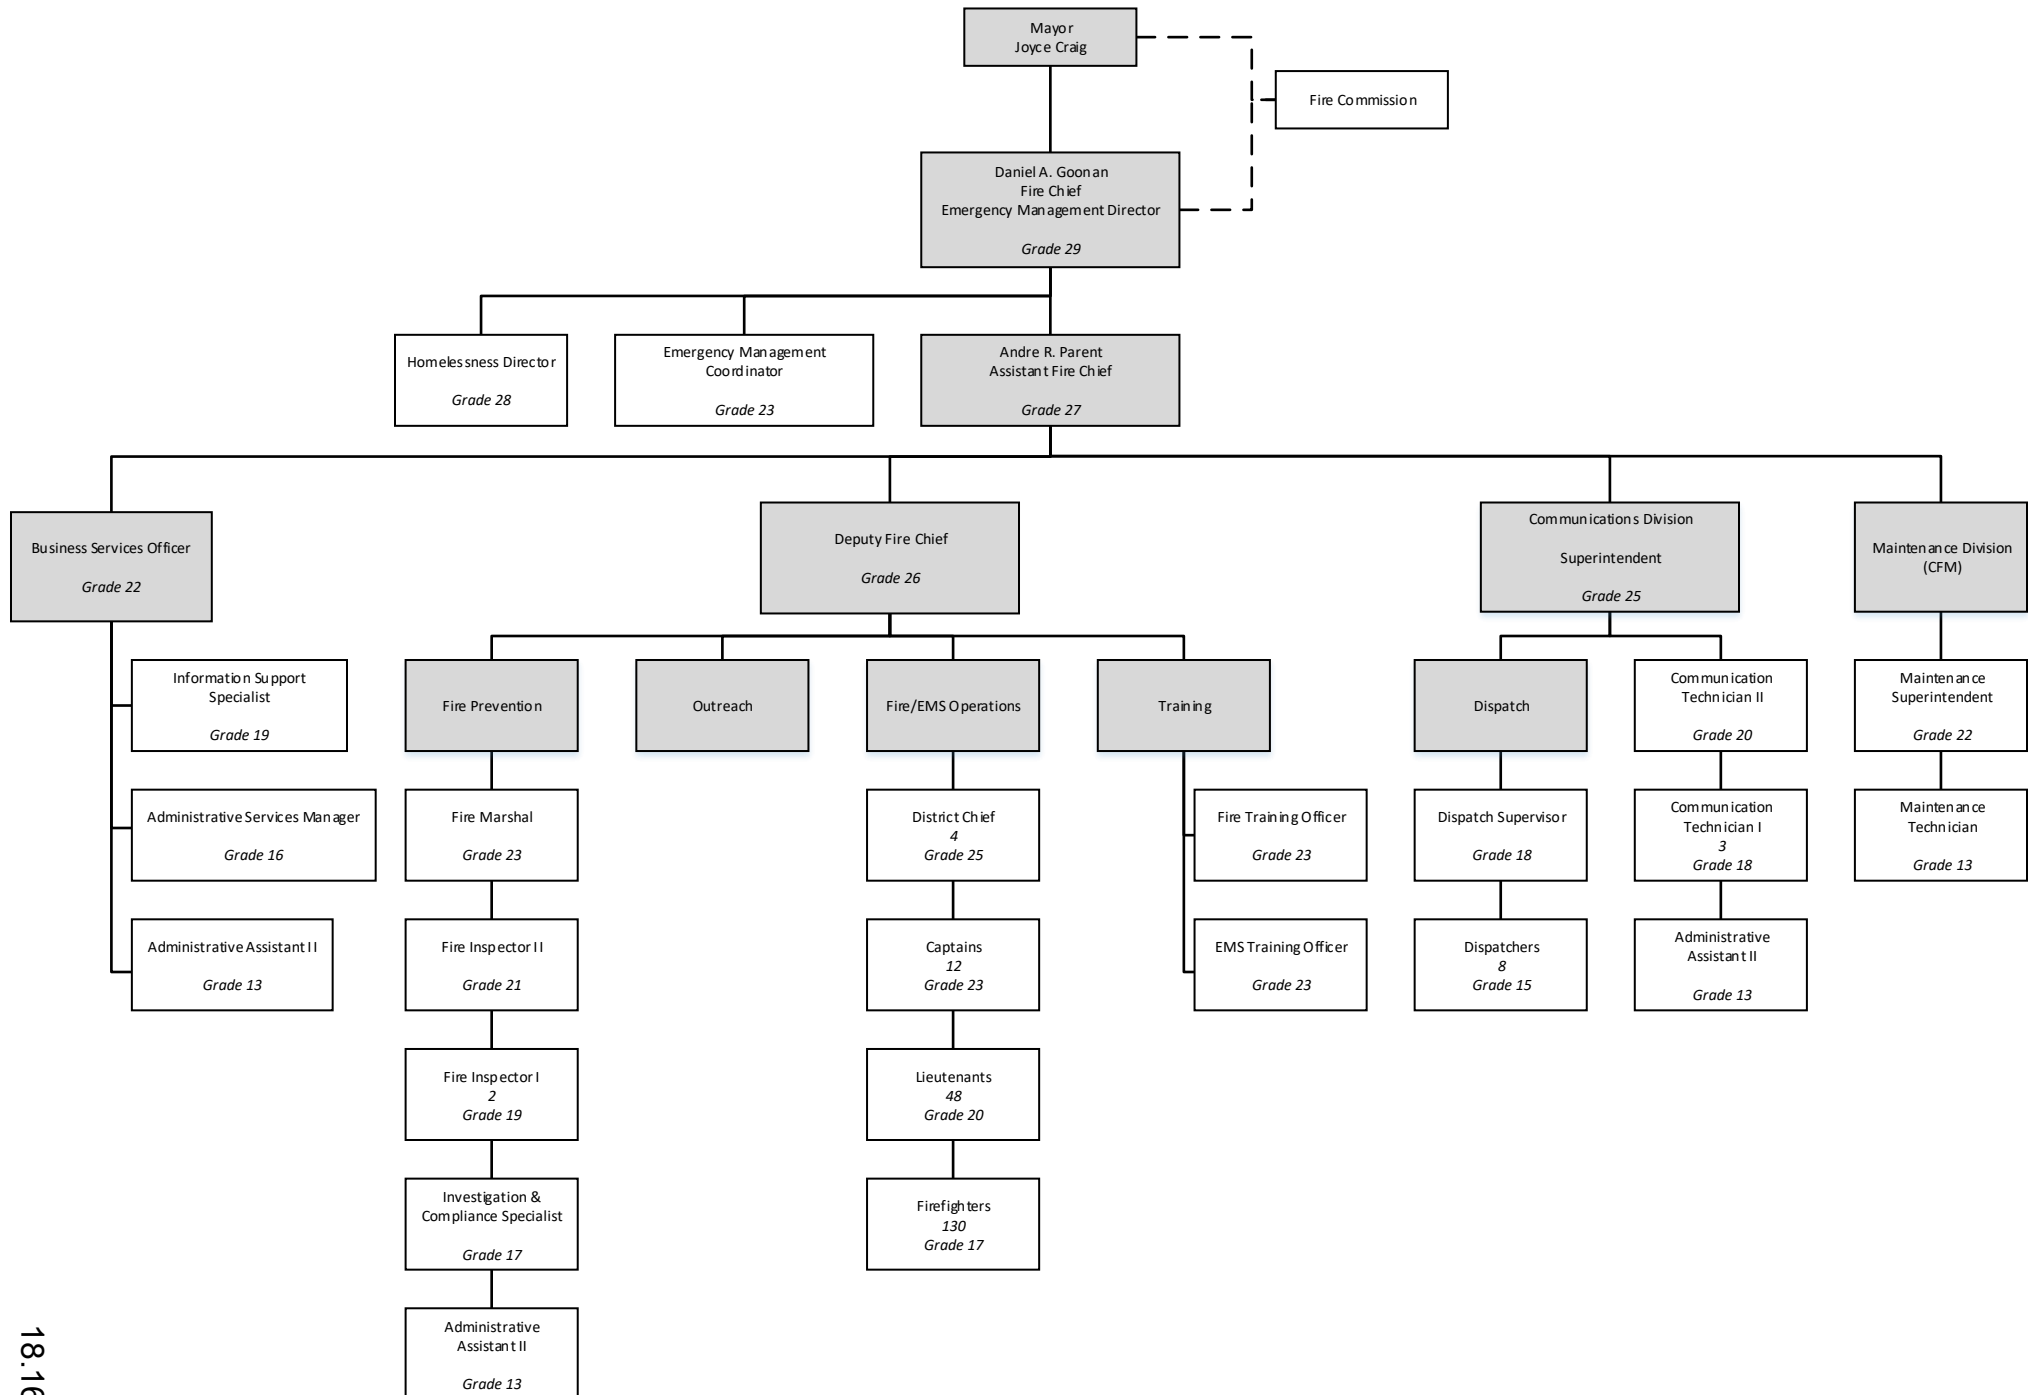 Mayor
Joyce Craig
Fire Commission
Daniel A. Goonan
Fire Chief
Emergency Management Director
Grade 29
Homelessness Director
Grade 28
Emergency Management
Coordinator
Grade 23
Andre R. Parent
Assistant Fire Chief
Grade 27
Business Services Officer
Grade 22
Deputy Fire Chief
Grade 26
Communications Division
Superintendent
Grade 25
Maintenance Division
(CFM)
Information Support
Specialist
Grade 19
Administrative Services Manager
Grade 16
Administrative Assistant II
Grade 13
Fire Prevention
Fire Marshal
Grade 23
Fire Inspector II
Grade 21
Fire Inspector I
2
Grade 19
Investigation &
Compliance Specialist
Grade 17
Administrative
Assistant II
Grade 13
Outreach
Fire/EMS Operations
District Chief
4
Grade 25
Captains
12
Grade 23
Lieutenants
48
Grade 20
Firefighters
130
Grade 17
Training
Fire Training Officer
Grade 23
EMS Training Officer
Grade 23
Dispatch
Dispatch Supervisor
Grade 18
Dispatchers
8
Grade 15
Communication
Technician II
Grade 20
Communication
Technician I
3
Grade 18
Administrative
Assistant II
Grade 13
Maintenance
Superintendent
Grade 22
Maintenance
Technician
Grade 13
18.16